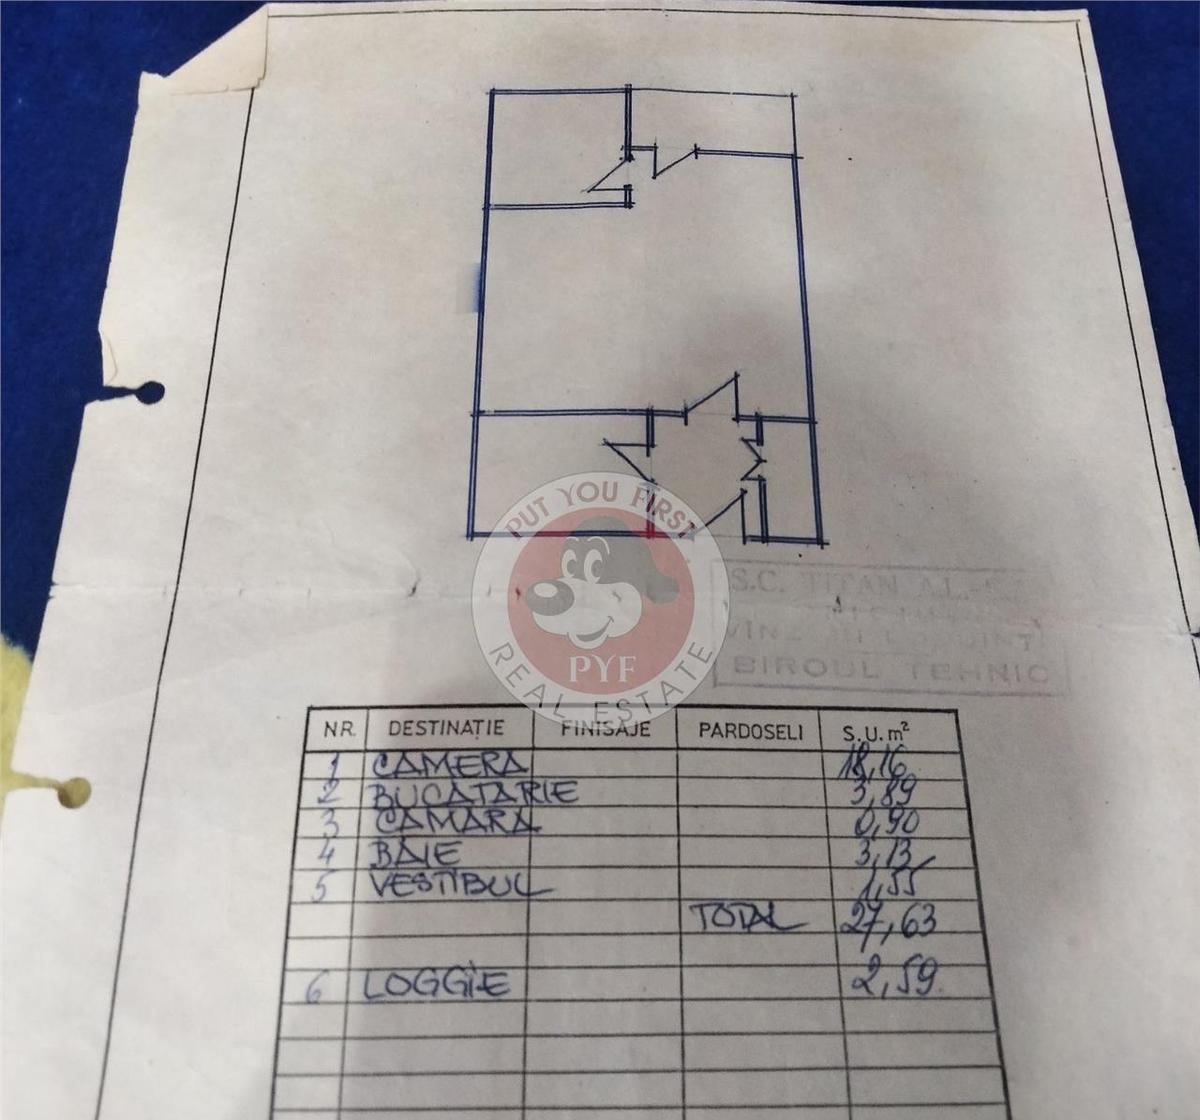 PUT YOU FIRST
PYF
REAL ESTATE
S.C. TITAN AL
BIROUL TEHNIC
NR. DESTINAȚIE FINISAJE PARDOSELI S.U. m²
1 CAMERA 18,16
2 BUCATARIE 3,89
3 CAMARA 0,90
4 BAIE 3,13
5 VESTIBUL 1,55
TOTAL 27,63
6 LOGGIE 2,59